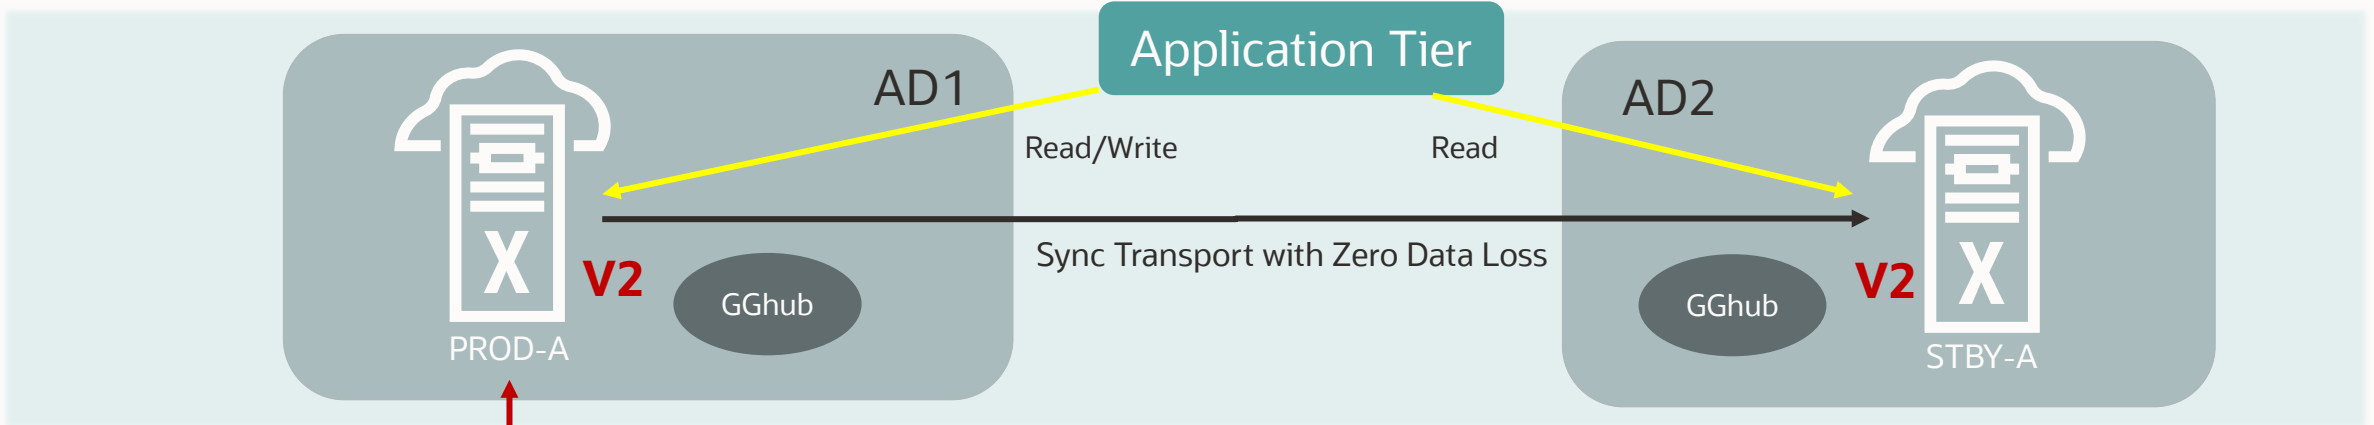 Application Tier
AD1
AD2
Read/Write
Read
Sync Transport with Zero Data Loss
X
V2
GGhub
PROD-A
GGhub
V2
X
STBY-A